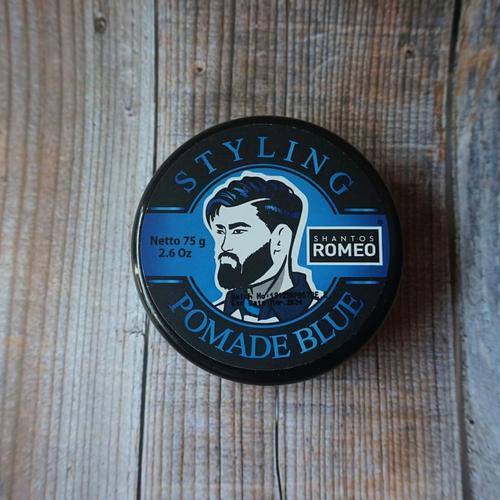 STYLING
Netto 75 g
2.6 Oz
SHANTOS
ROMEO
POMADE BLUE